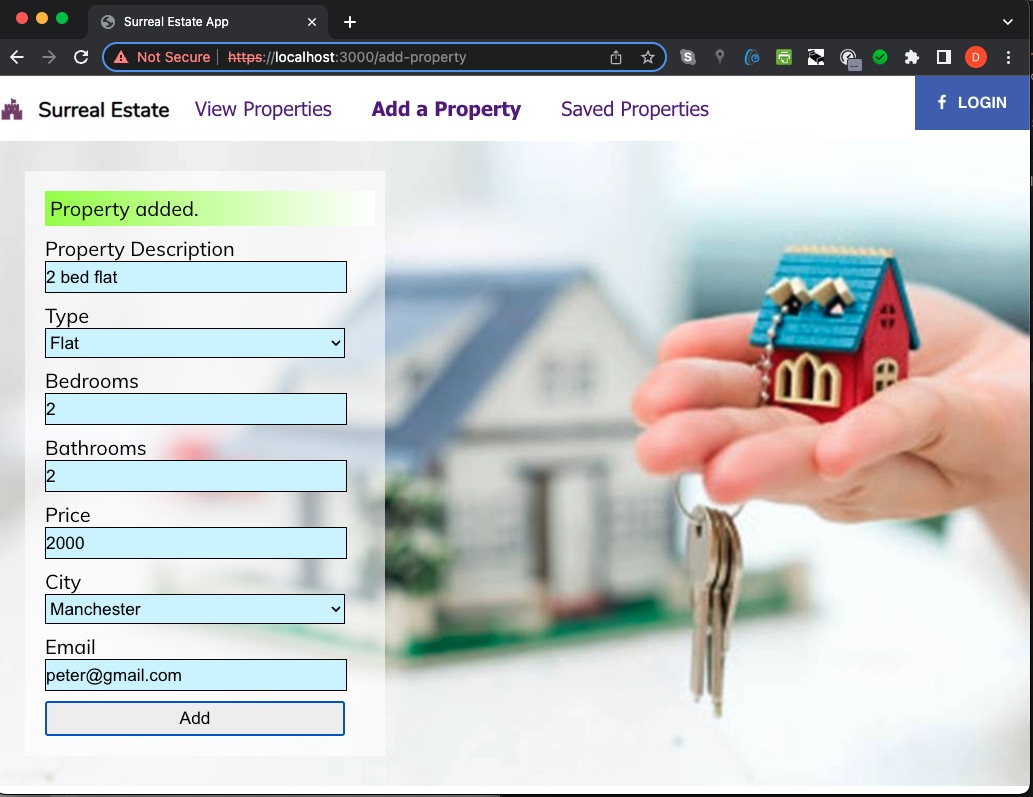 Surreal Estate App
Not Secure https://localhost:3000/add-property
D
Surreal Estate View Properties Add a Property Saved Properties
f LOGIN
Property added.
Property Description
2 bed flat
Type
Flat
Bedrooms
2
Bathrooms
2
Price
2000
City
Manchester
Email
peter@gmail.com
Add